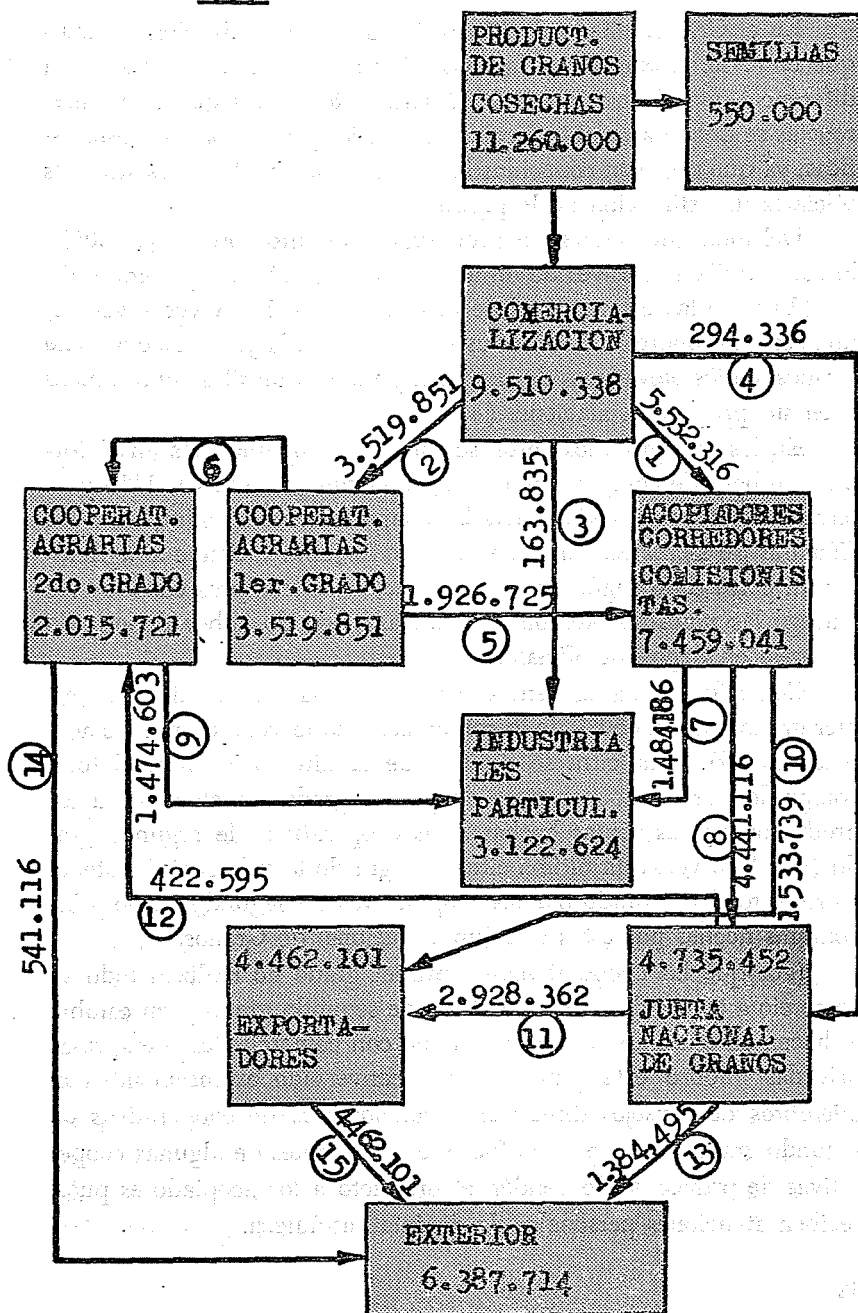 PRODUCT.
DE GRANOS
COSECHAS
11.260.000
SEMILLAS
550.000
COMERCIA-
LIZACION
9.510.338
294.336
4
3.519.851
2
163.835
3
5.532.316
1
6
COOPERAT.
AGRARIAS
2do.GRADO
2.015.721
COOPERAT.
AGRARIAS
1er.GRADO
3.519.851
1.926.725
5
ACOPIADORES
CORREDORES
COMISIONIS
TAS.
7.459.041
14
541.116
1.474.603
9
INDUSTRIA
LES
PARTICUL.
3.122.624
1.484186
7
8
4.441.116
10
1.533.739
422.595
12
4.462.101
EXPORTA-
DORES
2.928.362
11
4.735.452
JUNTA
NACIONAL
DE GRANOS
4462.101
15
1.384.495
13
EXTERIOR
6.387.714